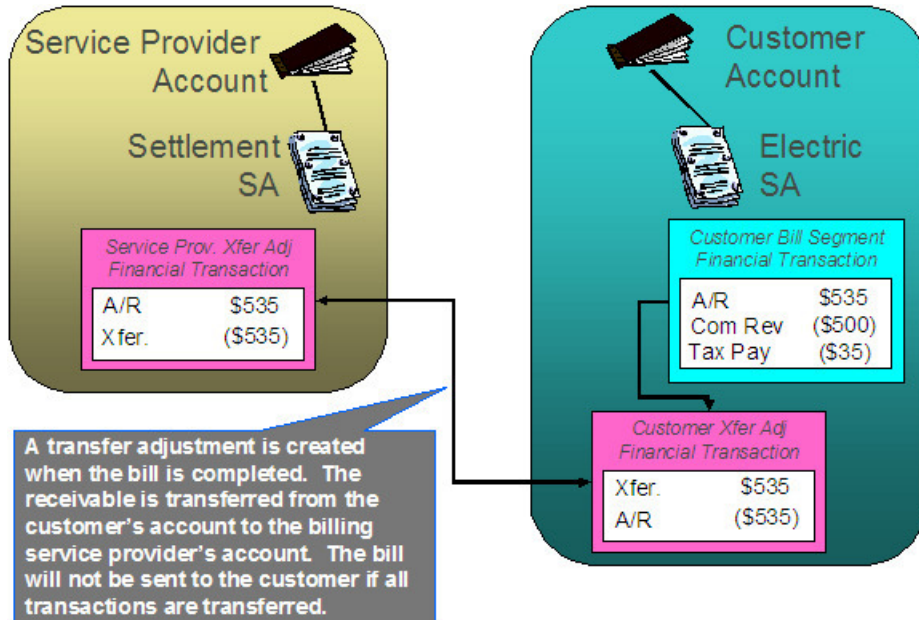 Service Provider
Account
Settlement
SA
Service Prov. Xfer Adj
Financial Transaction
A/R $535
Xfer. ($535)
Customer
Account
Electric
SA
Customer Bill Segment
Financial Transaction
A/R $535
Com Rev ($500)
Tax Pay ($35)
Customer Xfer Adj
Financial Transaction
Xfer. $535
A/R ($535)
A transfer adjustment is created
when the bill is completed. The
receivable is transferred from the
customer's account to the billing
service provider's account. The bill
will not be sent to the customer if all
transactions are transferred.